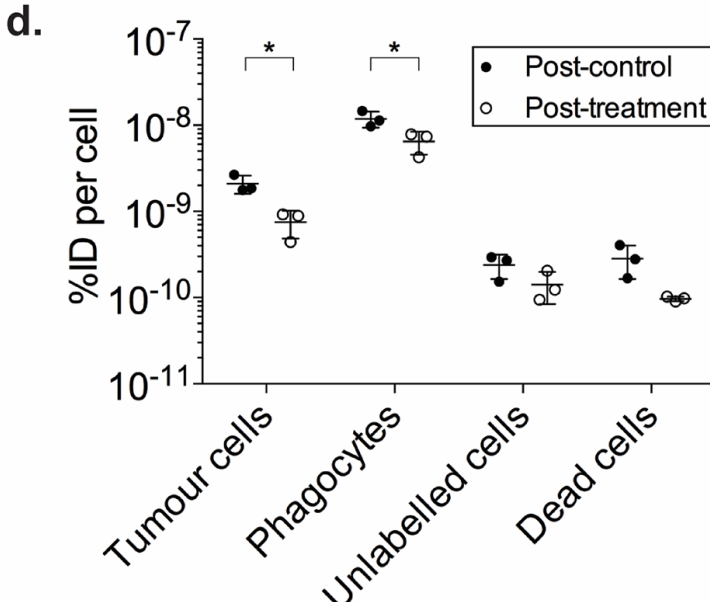 d.
%ID per cell
10-7
10-8
10-9
10-10
10-11
*
*
Post-control
Post-treatment
Tumour cells
Phagocytes
Unlabelled cells
Dead cells